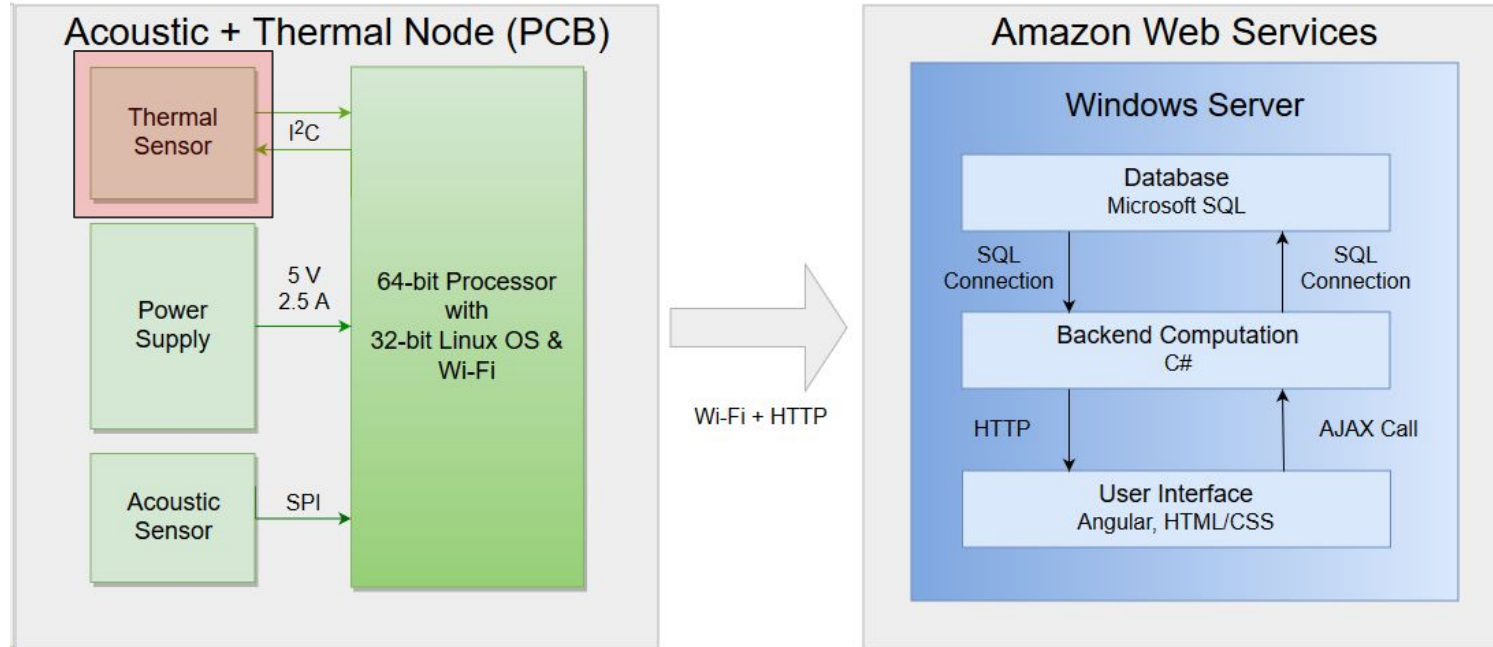 Acoustic + Thermal Node (PCB)
Thermal
Sensor
I²C
Power
Supply
5 V
2.5 A
64-bit Processor
with
32-bit Linux OS &
Wi-Fi
Acoustic
Sensor
SPI
Wi-Fi + HTTP
Amazon Web Services
Windows Server
Database
Microsoft SQL
SQL
Connection
SQL
Connection
Backend Computation
C#
HTTP
AJAX Call
User Interface
Angular, HTML/CSS